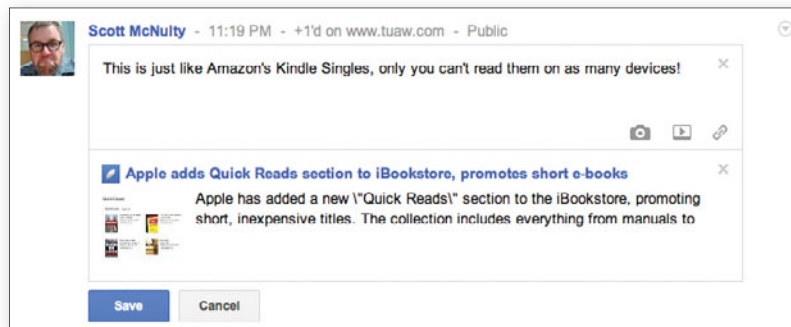 Scott McNulty - 11:19 PM - +1'd on www.tuaw.com - Public
This is just like Amazon's Kindle Singles, only you can't read them on as many devices!
Apple adds Quick Reads section to iBookstore, promotes short e-books
Apple has added a new \"Quick Reads\" section to the iBookstore, promoting
short, inexpensive titles. The collection includes everything from manuals to
Save Cancel